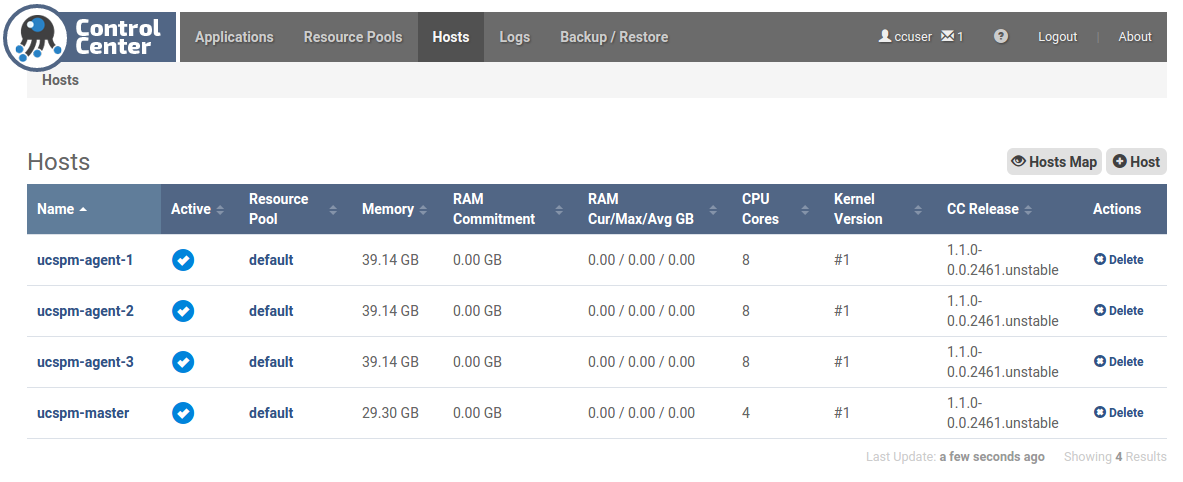 Control Center
Applications Resource Pools Hosts Logs Backup / Restore ccuser 1 ? Logout | About
Hosts
Hosts
Hosts Map Host
Name Active Resource Pool Memory RAM Commitment RAM Cur/Max/Avg GB CPU Cores Kernel Version CC Release Actions
ucspm-agent-1 default 39.14 GB 0.00 GB 0.00 / 0.00 / 0.00 8 #1 1.1.0-0.0.2461.unstable Delete
ucspm-agent-2 default 39.14 GB 0.00 GB 0.00 / 0.00 / 0.00 8 #1 1.1.0-0.0.2461.unstable Delete
ucspm-agent-3 default 39.14 GB 0.00 GB 0.00 / 0.00 / 0.00 8 #1 1.1.0-0.0.2461.unstable Delete
ucspm-master default 29.30 GB 0.00 GB 0.00 / 0.00 / 0.00 4 #1 1.1.0-0.0.2461.unstable Delete
Last Update: a few seconds ago Showing 4 Results